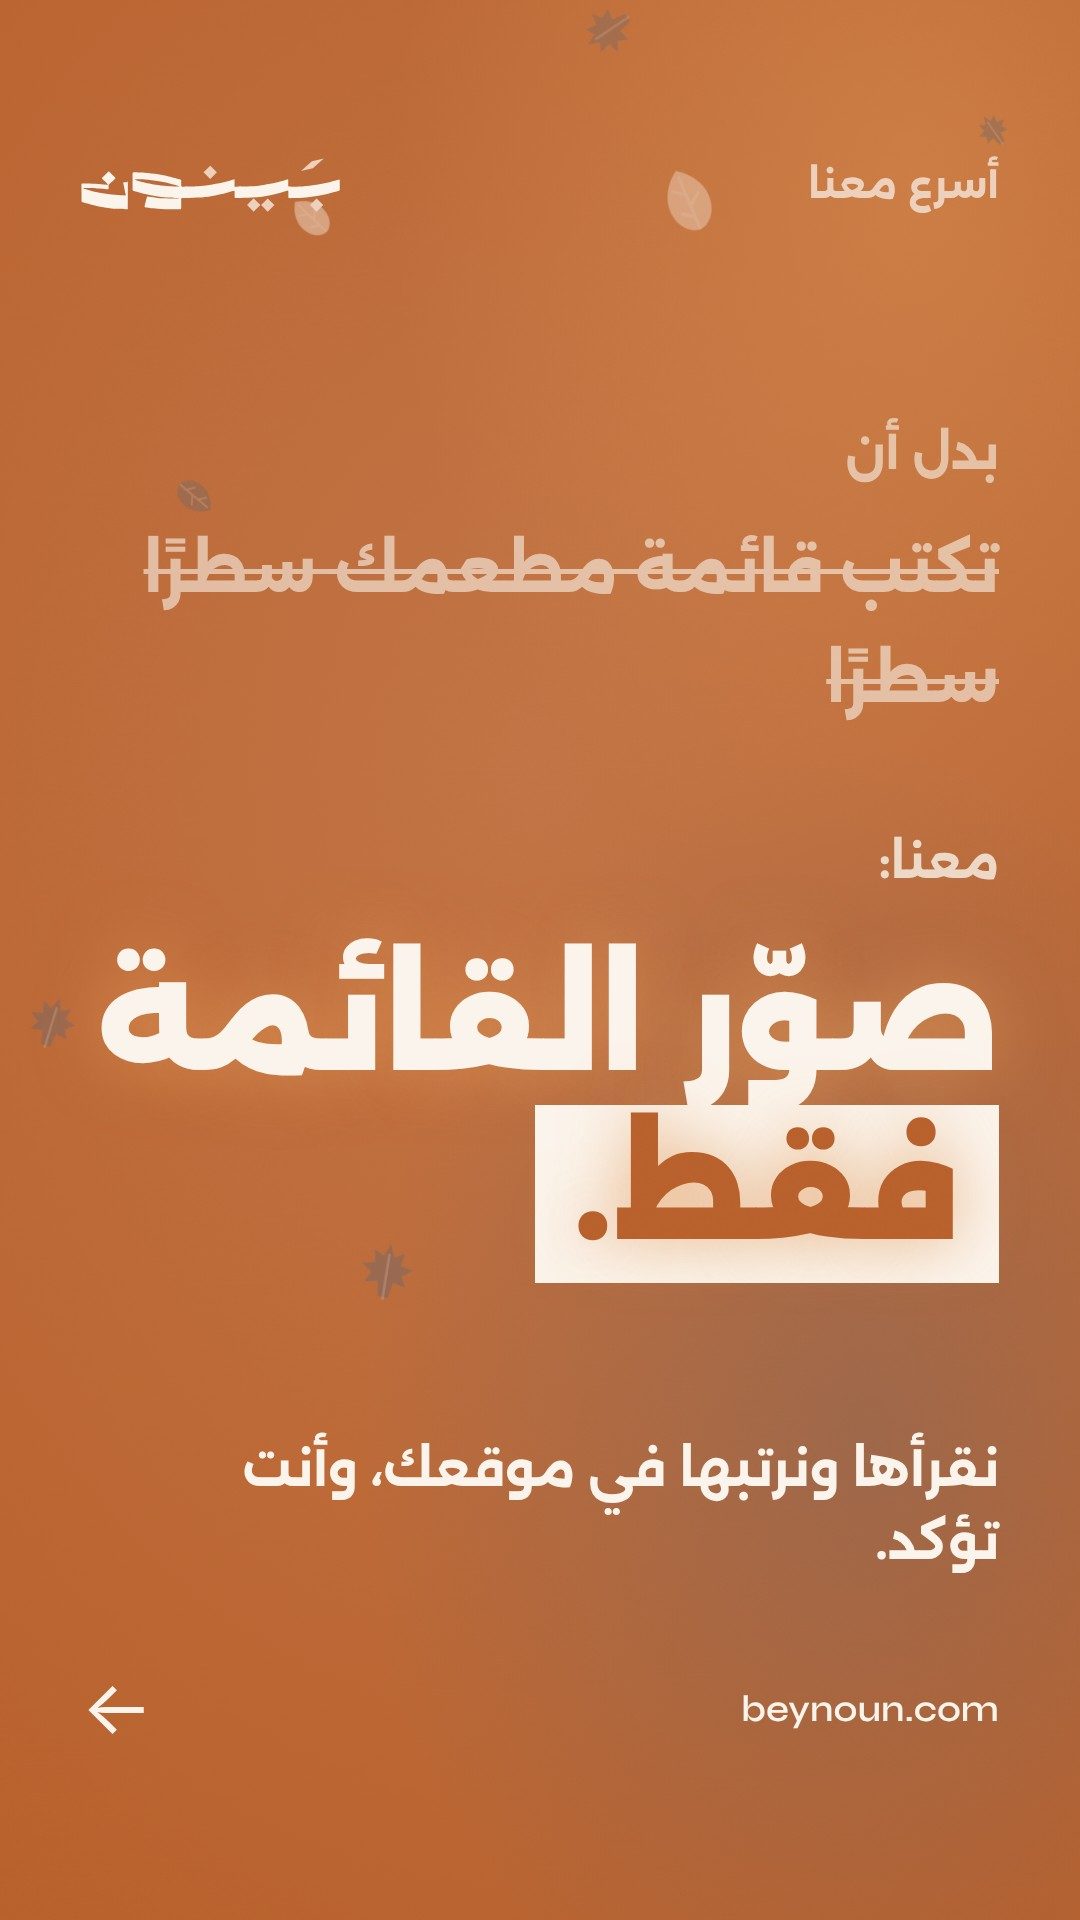 أسرع معنا
بَينون
بدل أن
تكتب قائمة مطعمك سطرًا
سطرًا
معنا:
صوّر القائمة
فقط.
نقرأها ونرتبها في موقعك، وأنت
تؤكد.
beynoun.com